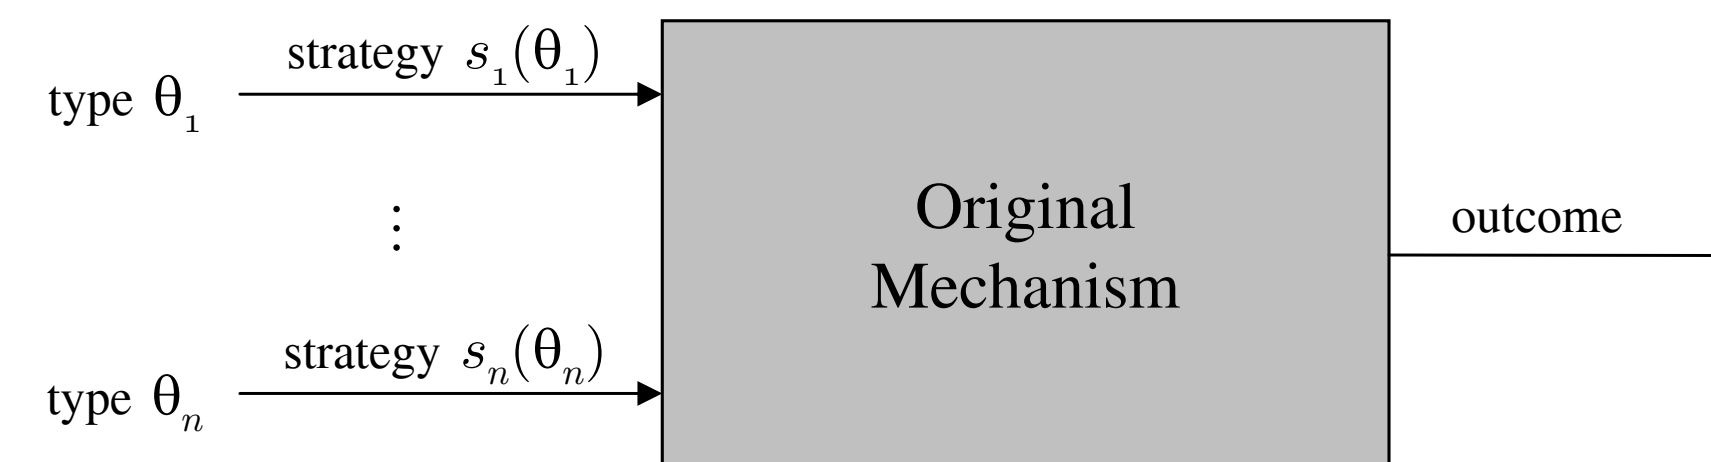 strategy s₁(θ₁)
type θ₁
⋮
Original
Mechanism
outcome
strategy sₙ(θₙ)
type θₙ